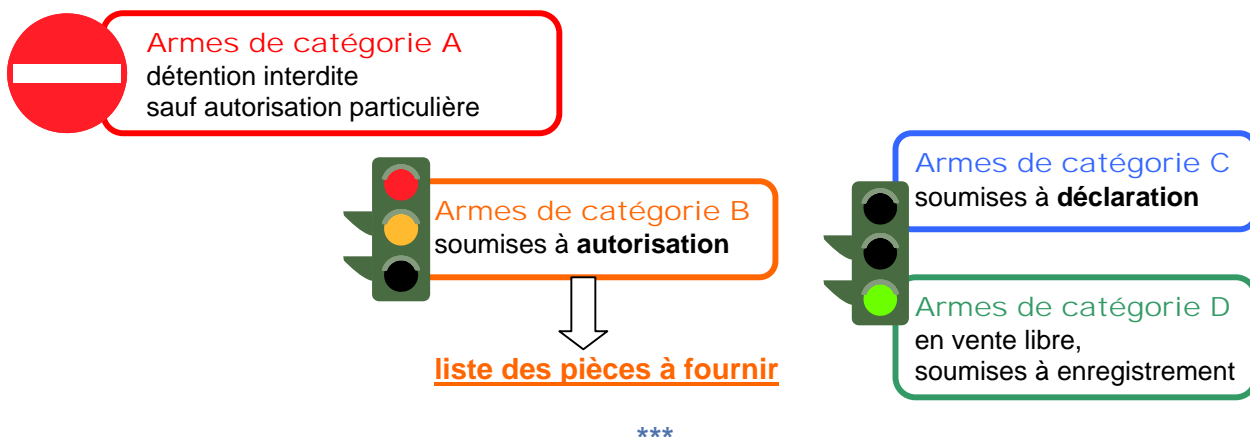 Armes de catégorie A
détention interdite
sauf autorisation particulière
Armes de catégorie B
soumises à autorisation
liste des pièces à fournir
Armes de catégorie C
soumises à déclaration
Armes de catégorie D
en vente libre,
soumises à enregistrement
***